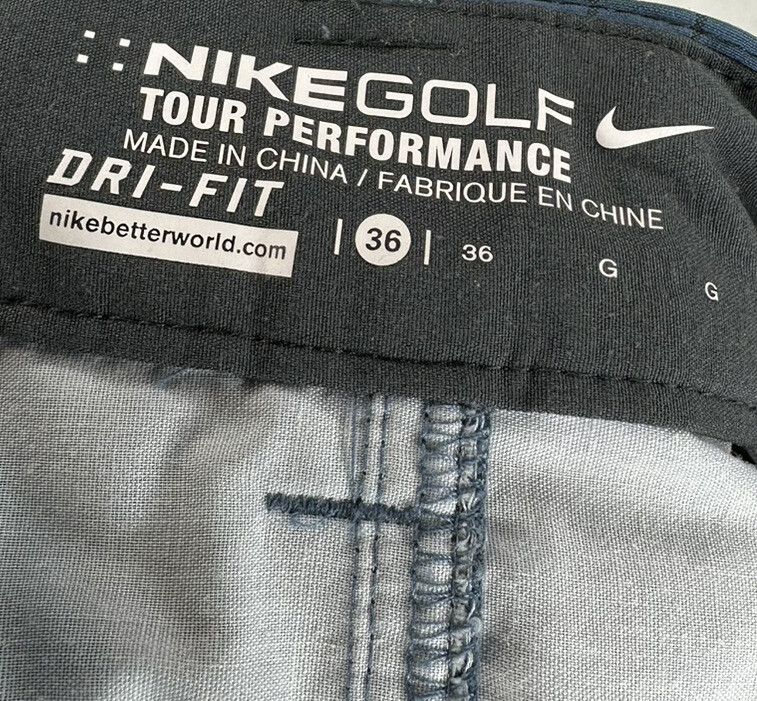 NIKEGOLF
TOUR PERFORMANCE
MADE IN CHINA / FABRIQUE EN CHINE
DRI-FIT
nikebetterworld.com | 36 | 36 G G